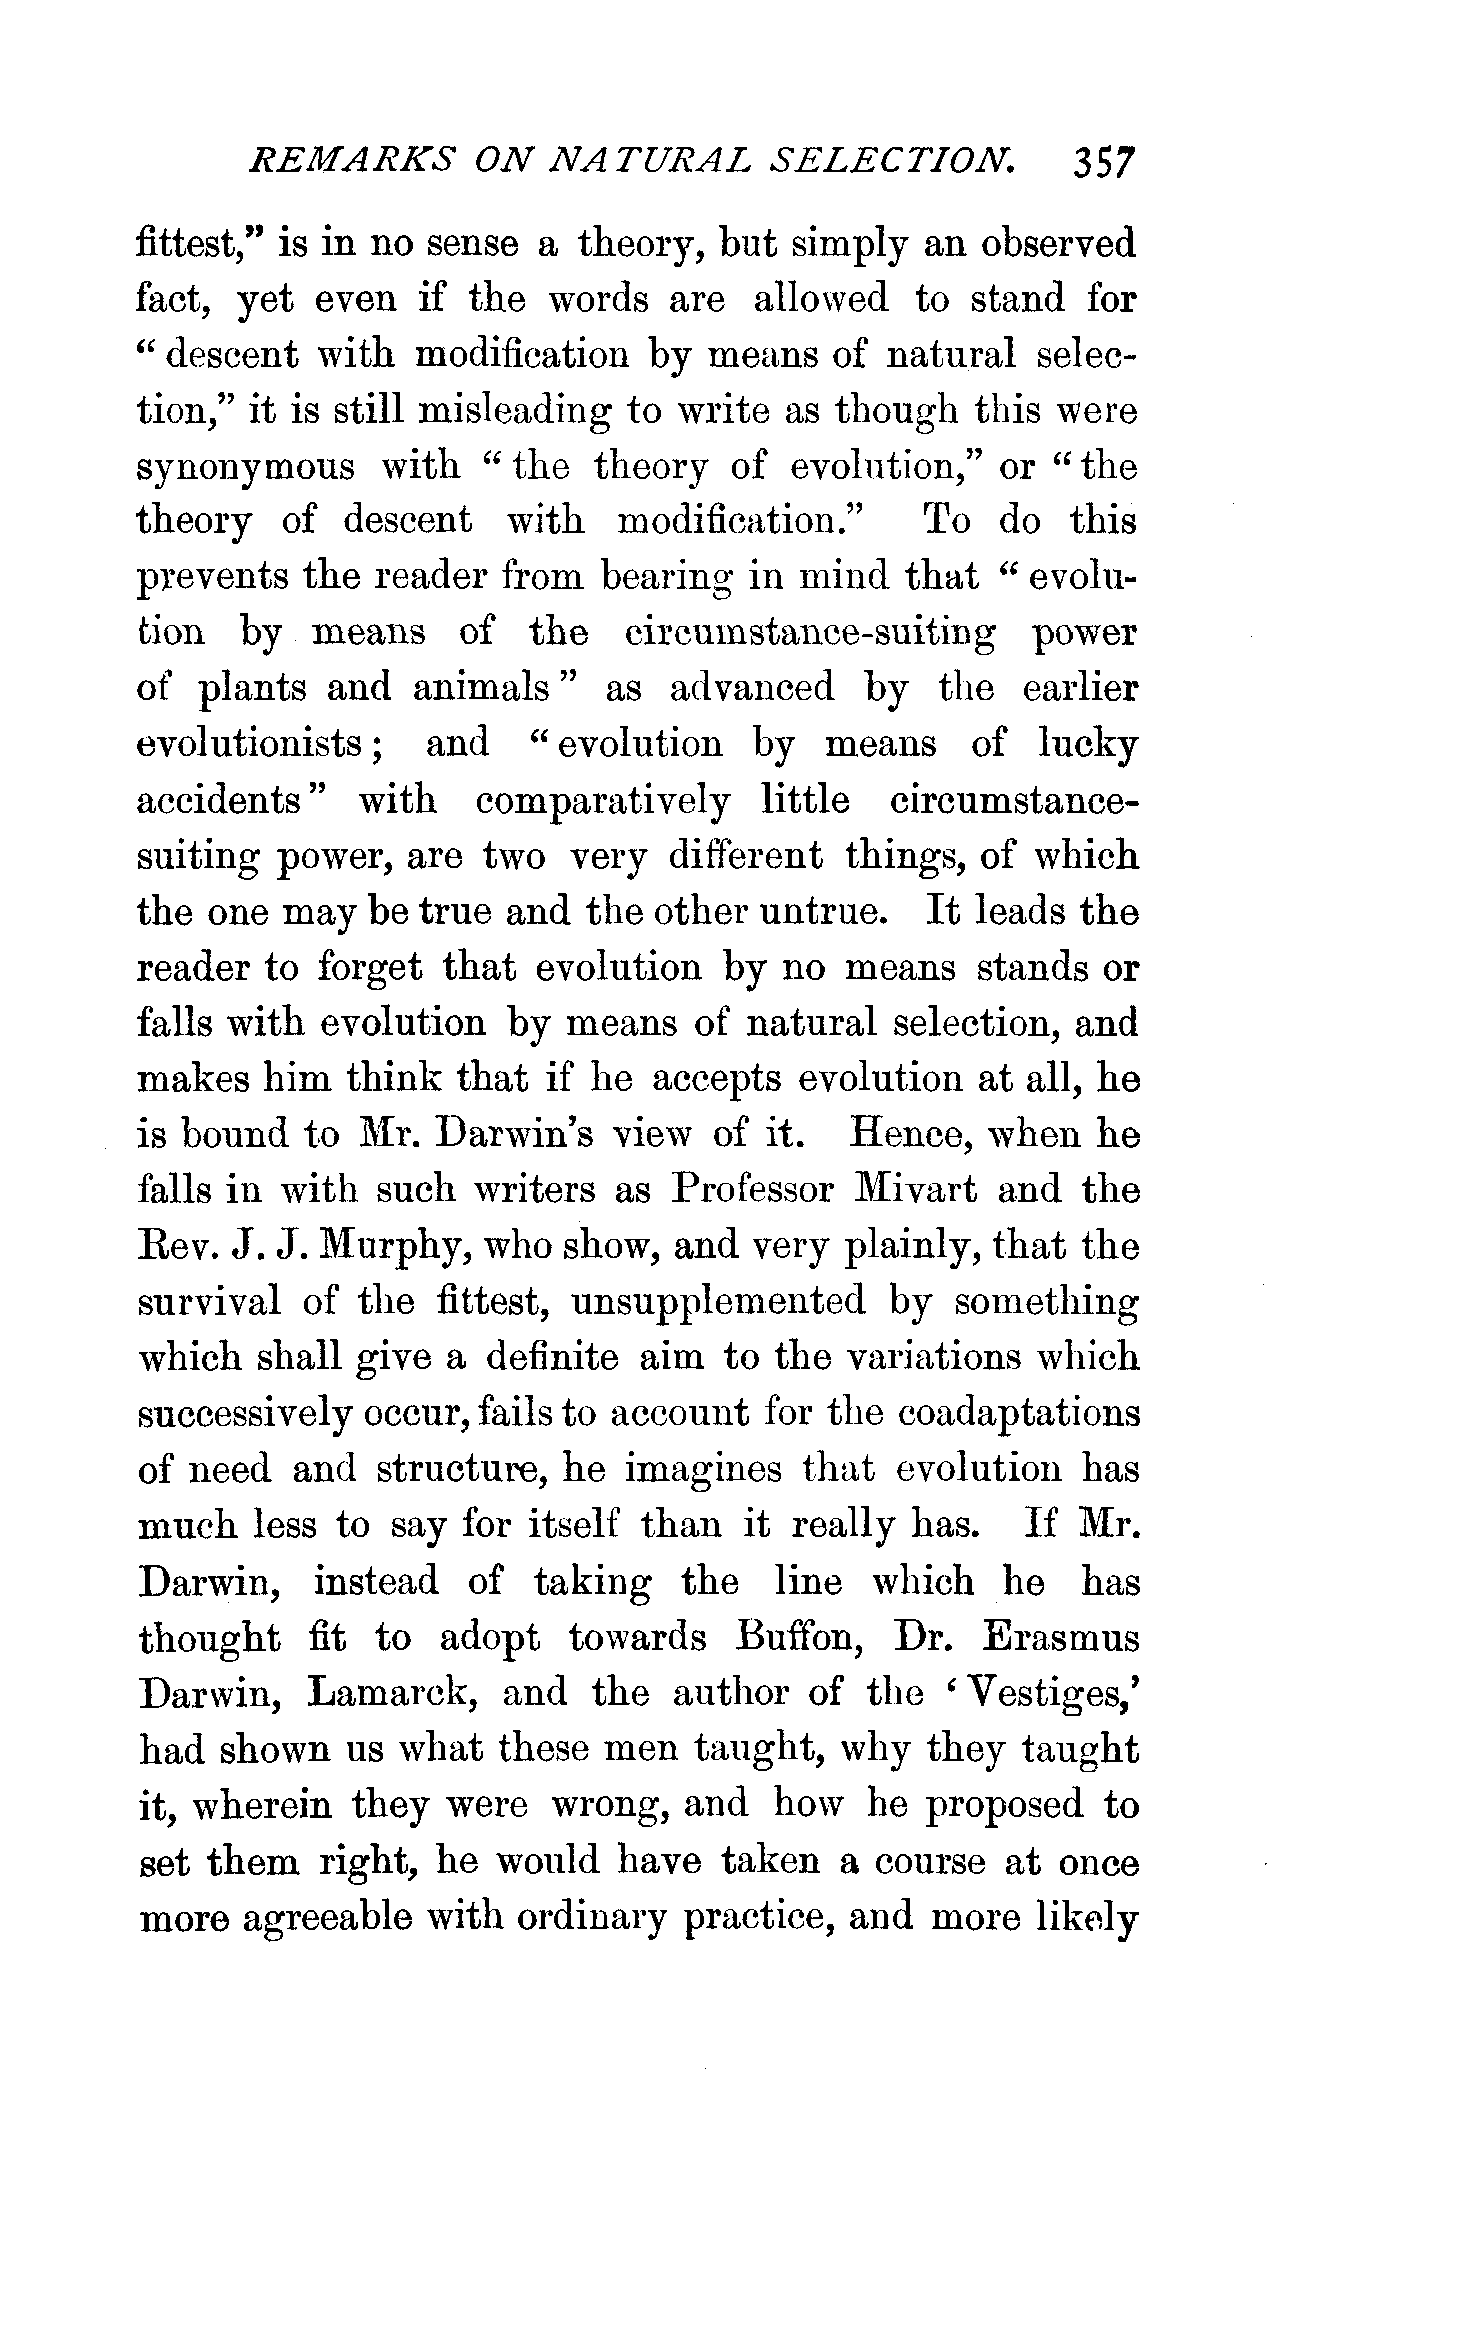 REMARKS ON NATURAL SELECTION. 357
fittest,” is in no sense a theory, but simply an observed
fact, yet even if the words are allowed to stand for
“descent with modification by means of natural selec-
tion,” it is still misleading to write as though this were
synonymous with “the theory of evolution,” or “the
theory of descent with modification.” To do this
prevents the reader from bearing in mind that “evolu-
tion by means of the circumstance-suiting power
of plants and animals” as advanced by the earlier
evolutionists; and “evolution by means of lucky
accidents” with comparatively little circumstance-
suiting power, are two very different things, of which
the one may be true and the other untrue. It leads the
reader to forget that evolution by no means stands or
falls with evolution by means of natural selection, and
makes him think that if he accepts evolution at all, he
is bound to Mr. Darwin’s view of it. Hence, when he
falls in with such writers as Professor Mivart and the
Rev. J. J. Murphy, who show, and very plainly, that the
survival of the fittest, unsupplemented by something
which shall give a definite aim to the variations which
successively occur, fails to account for the coadaptations
of need and structure, he imagines that evolution has
much less to say for itself than it really has. If Mr.
Darwin, instead of taking the line which he has
thought fit to adopt towards Buffon, Dr. Erasmus
Darwin, Lamarck, and the author of the ‘Vestiges,’
had shown us what these men taught, why they taught
it, wherein they were wrong, and how he proposed to
set them right, he would have taken a course at once
more agreeable with ordinary practice, and more likely